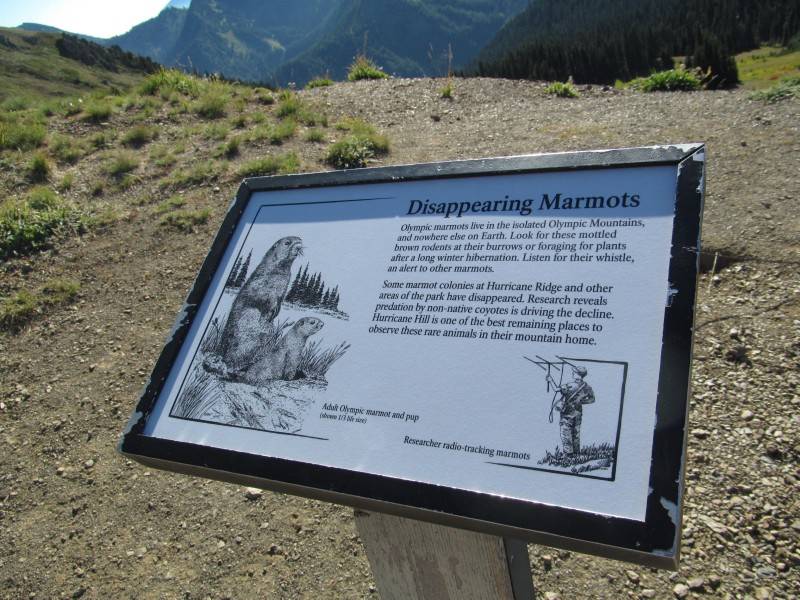 Disappearing Marmots
Olympic marmots live in the isolated Olympic Mountains,
and nowhere else on Earth. Look for these mottled
brown rodents at their burrows or foraging for plants
after a long winter hibernation. Listen for their whistle,
an alert to other marmots.
Some marmot colonies at Hurricane Ridge and other
areas of the park have disappeared. Research reveals
predation by non-native coyotes is driving the decline.
Hurricane Hill is one of the best remaining places to
observe these rare animals in their mountain home.
Adult Olympic marmot and pup
(shown 1/3 life size)
Researcher radio-tracking marmots